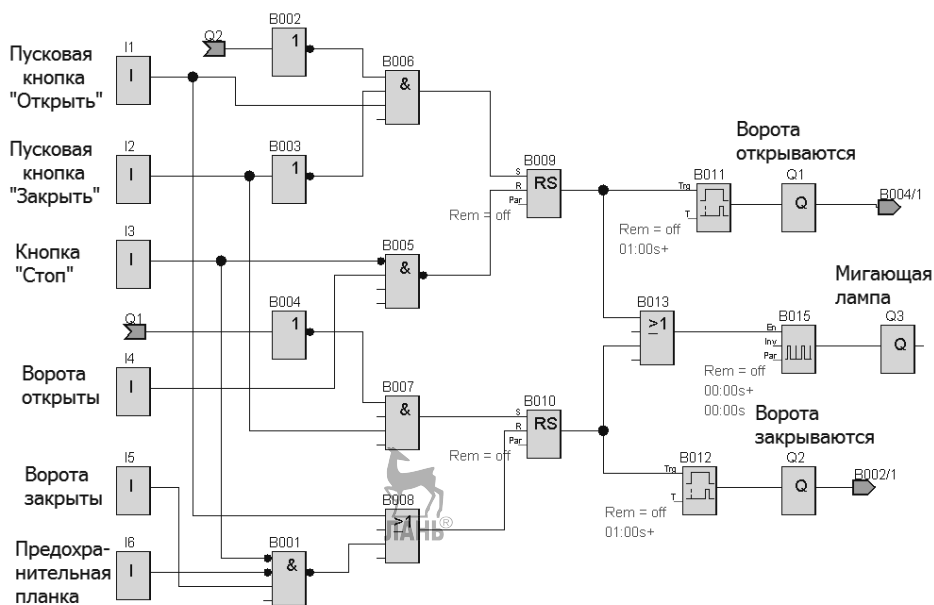 Пусковая
кнопка
"Открыть"
I1
I
Q2
B002
1
B006
&
Пусковая
кнопка
"Закрыть"
I2
I
B003
1
B009
S
R
Par
RS
Rem = off
Ворота
открываются
B011
Trg
T
Rem = off
01:00s+
Q1
Q
B004/1
Кнопка
"Стоп"
I3
I
B005
&
Q1
B004
1
B013
>1
Мигающая
лампа
B015
En
Inv
Par
Rem = off
00:00s+
00:00s
Q3
Q
Ворота
открыты
I4
I
B007
&
B010
S
R
Par
RS
Rem = off
Ворота
закрываются
B012
Trg
T
Rem = off
01:00s+
Q2
Q
B002/1
Ворота
закрыты
I5
I
B008
>1
ЛАНЬ®
Предохра-
нительная
планка
I6
I
B001
&